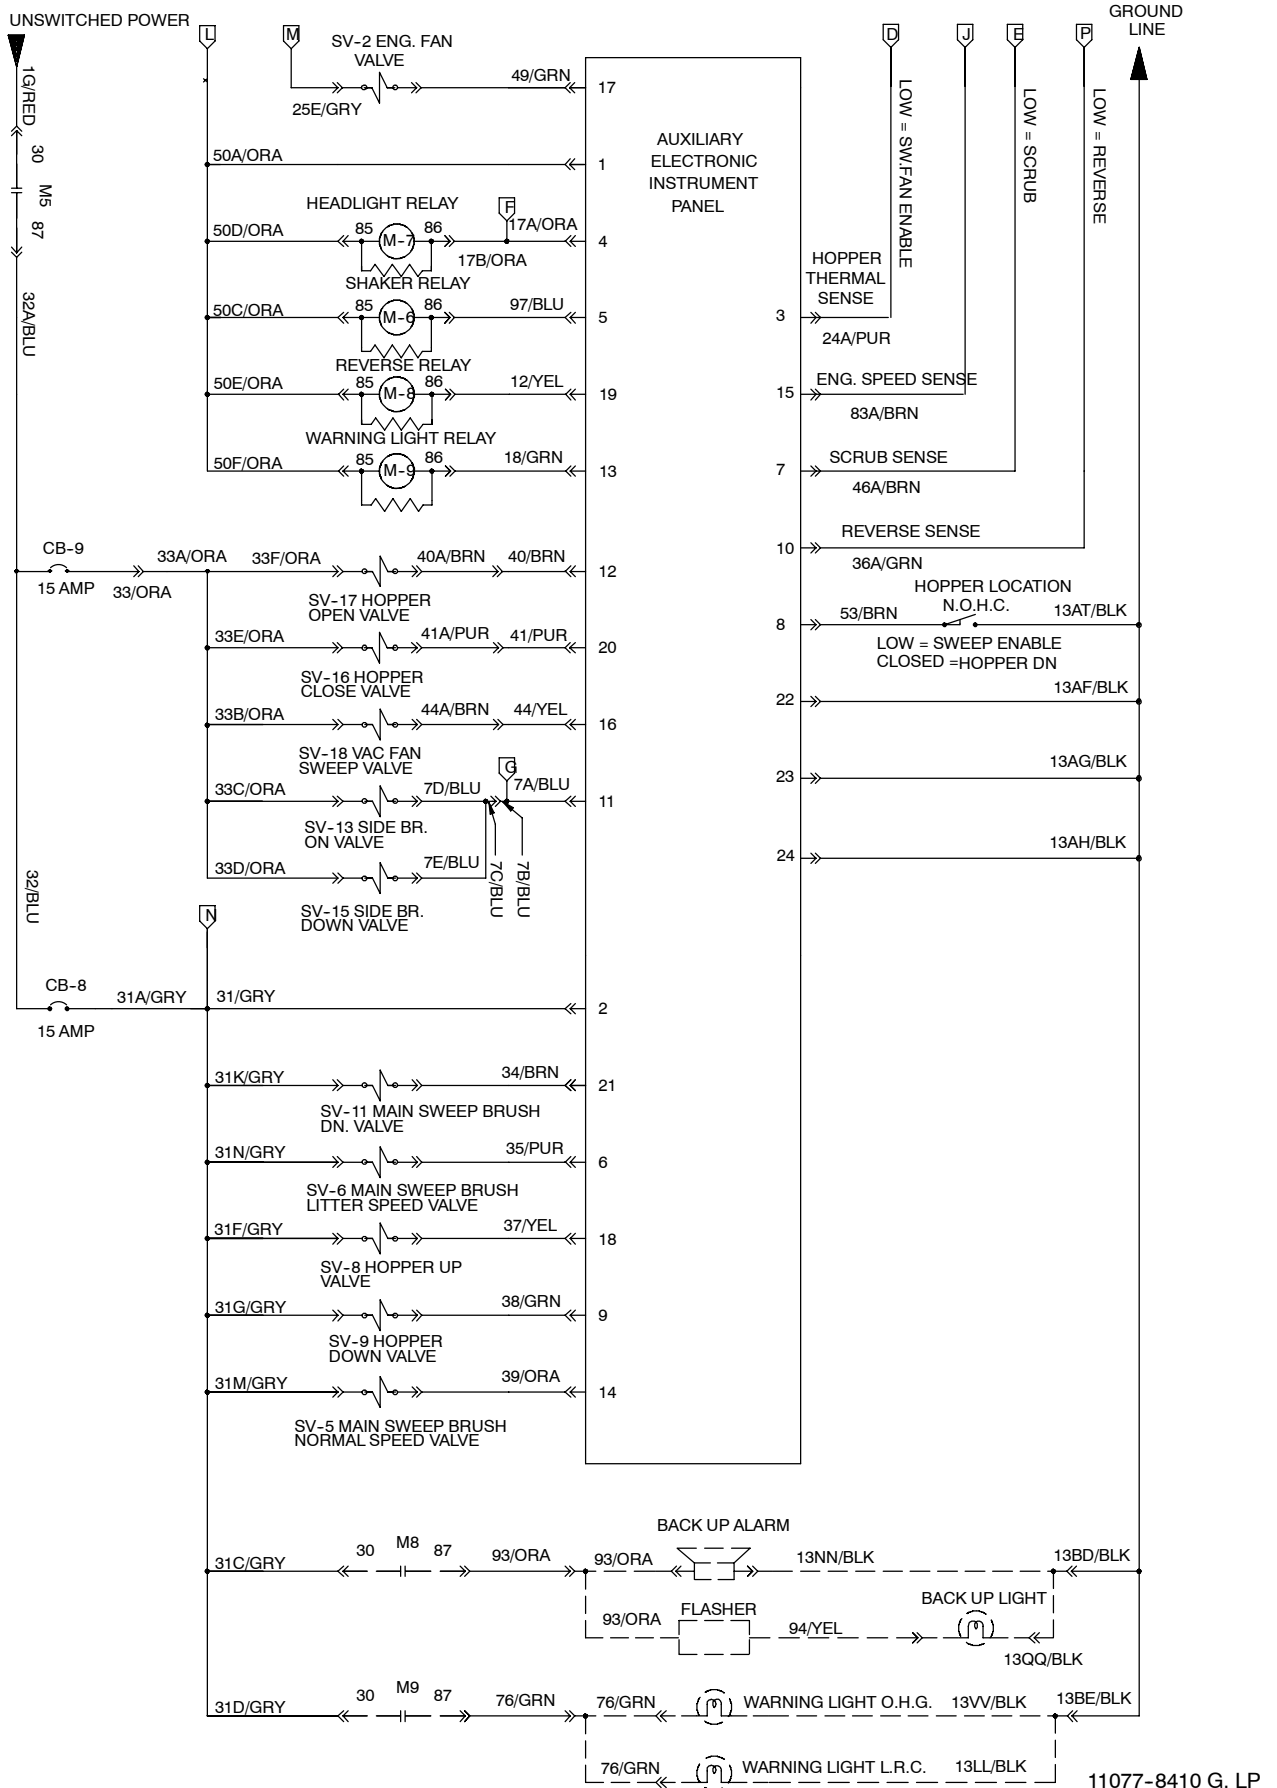 UNSWITCHED POWER
GROUND
LINE
L
M
SV-2 ENG. FAN
VALVE
D
J
E
P
1G/RED
30
M5
87
32A/BLU
32/BLU
25E/GRY
49/GRN
17
AUXILIARY
ELECTRONIC
INSTRUMENT
PANEL
LOW = SW.FAN ENABLE
LOW = SCRUB
LOW = REVERSE
50A/ORA
1
HEADLIGHT RELAY
F
17A/ORA
50D/ORA
85
M-7
86
17B/ORA
4
SHAKER RELAY
50C/ORA
85
M-6
86
97/BLU
5
REVERSE RELAY
50E/ORA
85
M-8
86
12/YEL
19
WARNING LIGHT RELAY
50F/ORA
85
M-9
86
18/GRN
13
HOPPER
THERMAL
SENSE
3
24A/PUR
15
ENG. SPEED SENSE
83A/BRN
7
SCRUB SENSE
46A/BRN
10
REVERSE SENSE
36A/GRN
HOPPER LOCATION
N.O.H.C.
8
53/BRN
13AT/BLK
LOW = SWEEP ENABLE
CLOSED =HOPPER DN
22
13AF/BLK
23
13AG/BLK
24
13AH/BLK
CB-9
15 AMP
33/ORA
33A/ORA
33F/ORA
40A/BRN
40/BRN
12
SV-17 HOPPER
OPEN VALVE
33E/ORA
41A/PUR
41/PUR
20
SV-16 HOPPER
CLOSE VALVE
33B/ORA
44A/BRN
44/YEL
16
SV-18 VAC FAN
SWEEP VALVE
G
33C/ORA
7D/BLU
7A/BLU
11
SV-13 SIDE BR.
ON VALVE
7C/BLU
7B/BLU
33D/ORA
7E/BLU
SV-15 SIDE BR.
DOWN VALVE
N
CB-8
15 AMP
31A/GRY
31/GRY
2
31K/GRY
34/BRN
21
SV-11 MAIN SWEEP BRUSH
DN. VALVE
31N/GRY
35/PUR
6
SV-6 MAIN SWEEP BRUSH
LITTER SPEED VALVE
31F/GRY
37/YEL
18
SV-8 HOPPER UP
VALVE
31G/GRY
38/GRN
9
SV-9 HOPPER
DOWN VALVE
31M/GRY
39/ORA
14
SV-5 MAIN SWEEP BRUSH
NORMAL SPEED VALVE
BACK UP ALARM
31C/GRY
30
M8
87
93/ORA
93/ORA
13NN/BLK
13BD/BLK
FLASHER
BACK UP LIGHT
93/ORA
94/YEL
13QQ/BLK
31D/GRY
30
M9
87
76/GRN
76/GRN
WARNING LIGHT O.H.G.
13VV/BLK
13BE/BLK
76/GRN
WARNING LIGHT L.R.C.
13LL/BLK
11077-8410 G. LP